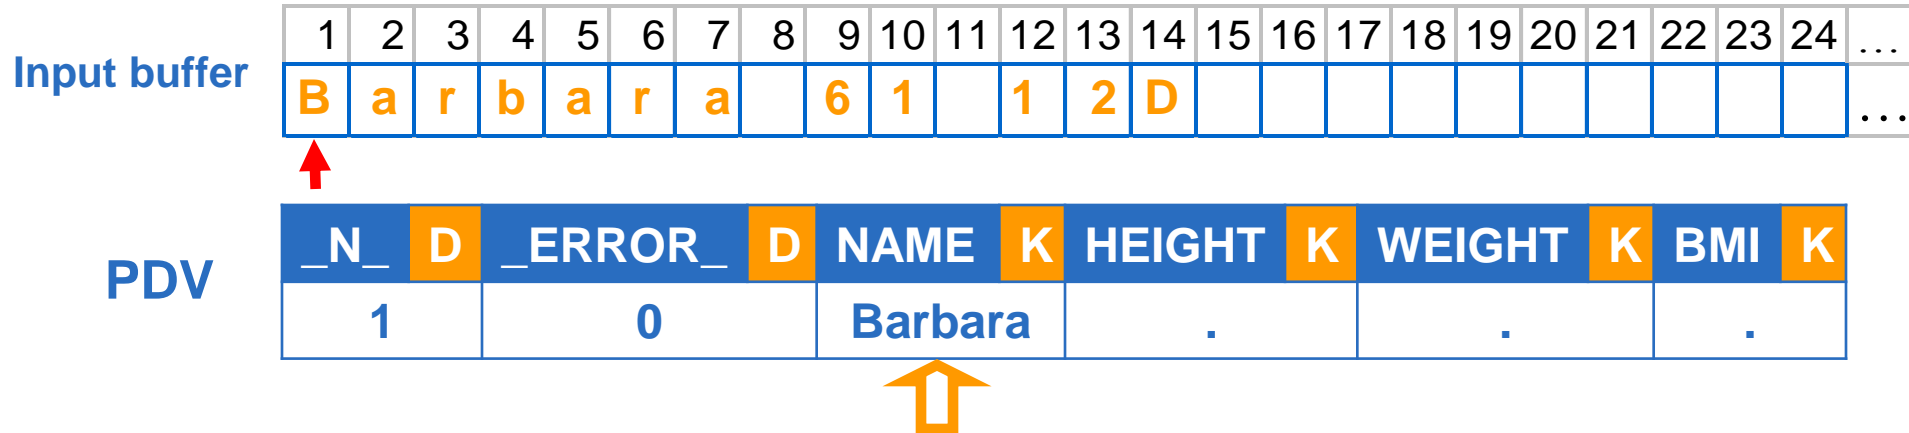 1 2 3 4 5 6 7 8 9 10 11 12 13 14 15 16 17 18 19 20 21 22 23 24 ...
Input buffer
B a r b a r a 6 1 1 2 D ...
_N_ D _ERROR_ D NAME K HEIGHT K WEIGHT K BMI K
PDV
1 0 Barbara . . .